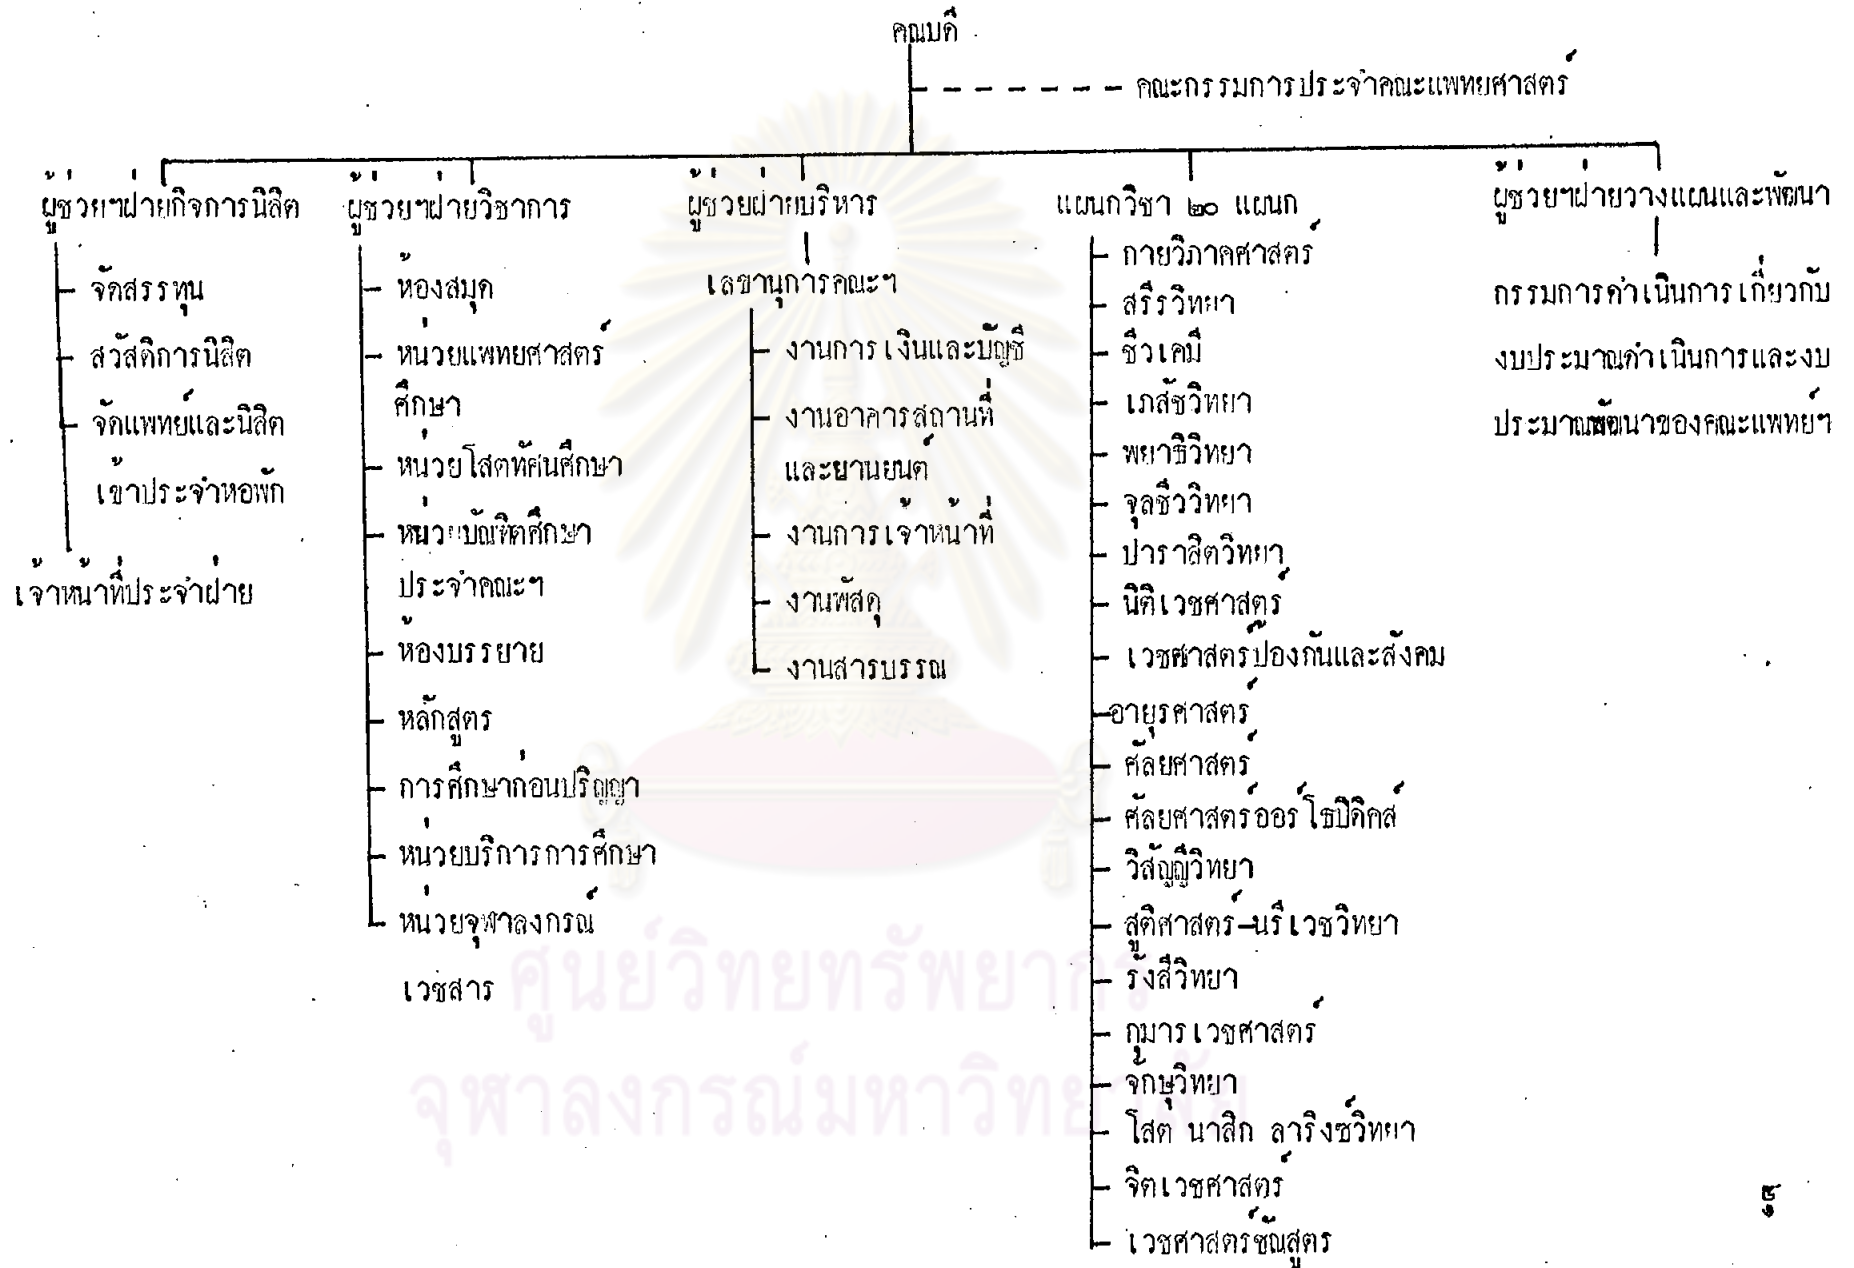 คณบดี
คณะกรรมการประจำคณะแพทยศาสตร์
ผู้ช่วยฯฝ่ายกิจการนิสิต
จัดสรรทุน
สวัสดิการนิสิต
จัดแพทย์และนิสิต
เข้าประจำหอพัก
เจ้าหน้าที่ประจำฝ่าย
ผู้ช่วยฯฝ่ายวิชาการ
ห้องสมุด
หน่วยแพทยศาสตร์
ศึกษา
หน่วยโสตทัศนศึกษา
หน่วยบัณฑิตศึกษา
ประจำคณะฯ
ห้องบรรยาย
หลักสูตร
การศึกษาก่อนปริญญา
หน่วยบริการการศึกษา
หน่วยจุฬาลงกรณ์
เวชสาร
ผู้ช่วยฝ่ายบริหาร
เลขานุการคณะฯ
งานการเงินและบัญชี
งานอาคารสถานที่
และยานยนต์
งานการเจ้าหน้าที่
งานพัสดุ
งานสารบรรณ
แผนกวิชา ๒๐ แผนก
กายวิภาคศาสตร์
สรีรวิทยา
ชีวเคมี
เภสัชวิทยา
พยาธิวิทยา
จุลชีววิทยา
ปาราสิตวิทยา
นิติเวชศาสตร์
เวชศาสตร์ป้องกันและสังคม
อายุรศาสตร์
ศัลยศาสตร์
ศัลยศาสตร์ออร์โธปิดิคส์
วิสัญญีวิทยา
สูติศาสตร์-นรีเวชวิทยา
รังสีวิทยา
กุมารเวชศาสตร์
จักษุวิทยา
โสต นาสิก ลาริงซ์วิทยา
จิตเวชศาสตร์
เวชศาสตร์ชัณสูตร
ผู้ช่วยฯฝ่ายวางแผนและพัฒนา
กรรมการดำเนินการเกี่ยวกับ
งบประมาณดำเนินการและงบ
ประมาณพัฒนาของคณะแพทย์ฯ
ศูนย์วิทยทรัพยากร
จุฬาลงกรณ์มหาวิทยาลัย